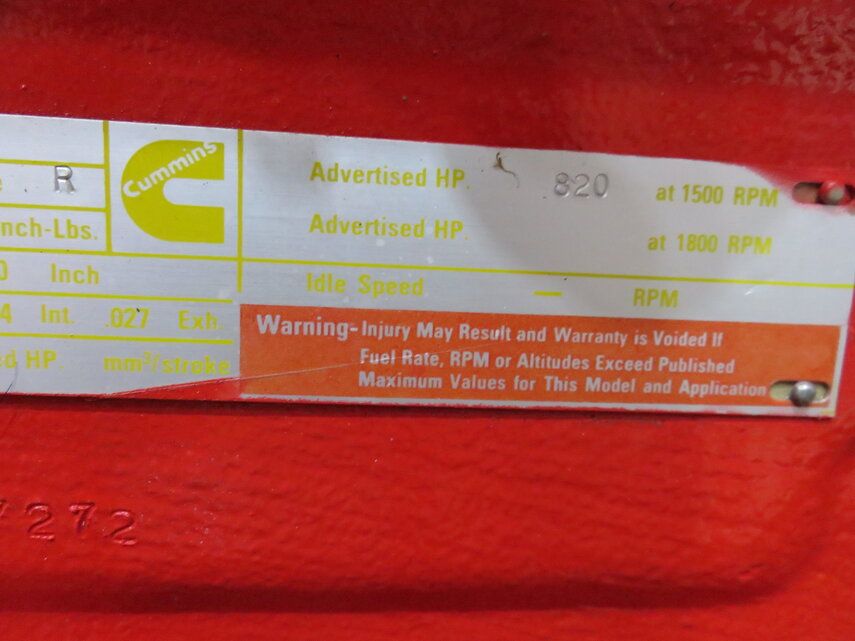 R
Cummins
Advertised HP. 820 at 1500 RPM
nch-Lbs.
Advertised HP. at 1800 RPM
0 Inch
Idle Speed — RPM
4 Int. .027 Exh.
Warning-Injury May Result and Warranty is Voided If
ed HP. mm³/stroke
Fuel Rate, RPM or Altitudes Exceed Published
Maximum Values for This Model and Application
272